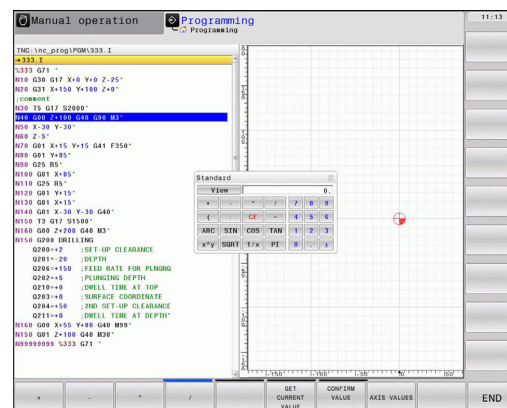 Manual operation
Programming
Programming
11:13
TNC:\nc_prog\PGM\333.I
→333.I
%333 G71 *
N10 G30 G17 X+0 Y+0 Z-25*
N20 G31 X+150 Y+100 Z+0*
;comment
N30 T5 G17 S2000*
N40 G00 Z+100 G40 G90 M3*
N50 X-30 Y-30*
N60 Z-5*
N70 G01 X+15 Y+15 G41 F350*
N80 G01 Y+85*
N90 G25 R5*
N100 G01 X+85*
N110 G25 R5*
N120 G01 Y+15*
N130 G01 X+15*
N140 G01 X-30 Y-30 G40*
N150 T3 G17 S1500*
N160 G00 Z+200 G40 M3*
N150 G200 DRILLING
Q200=+2 ;SET-UP CLEARANCE
Q201=-20 ;DEPTH
Q206=+150 ;FEED RATE FOR PLNGNG
Q202=+5 ;PLUNGING DEPTH
Q210=+0 ;DWELL TIME AT TOP
Q203=+0 ;SURFACE COORDINATE
Q204=+50 ;2ND SET-UP CLEARANCE
Q211=+0 ;DWELL TIME AT DEPTH*
N160 G00 X+55 Y+80 G40 M99*
N150 G01 Z+100 G40 M30*
N99999999 %333 G71 *
Standard
View 0.
+ - * / 7 8 9
( ) CE = 4 5 6
ARC SIN COS TAN 1 2 3
x^y SQRT 1/x PI 0 . ±
-150 -100 -50 0 50
+ - * / GET CURRENT VALUE CONFIRM VALUE AXIS VALUES END